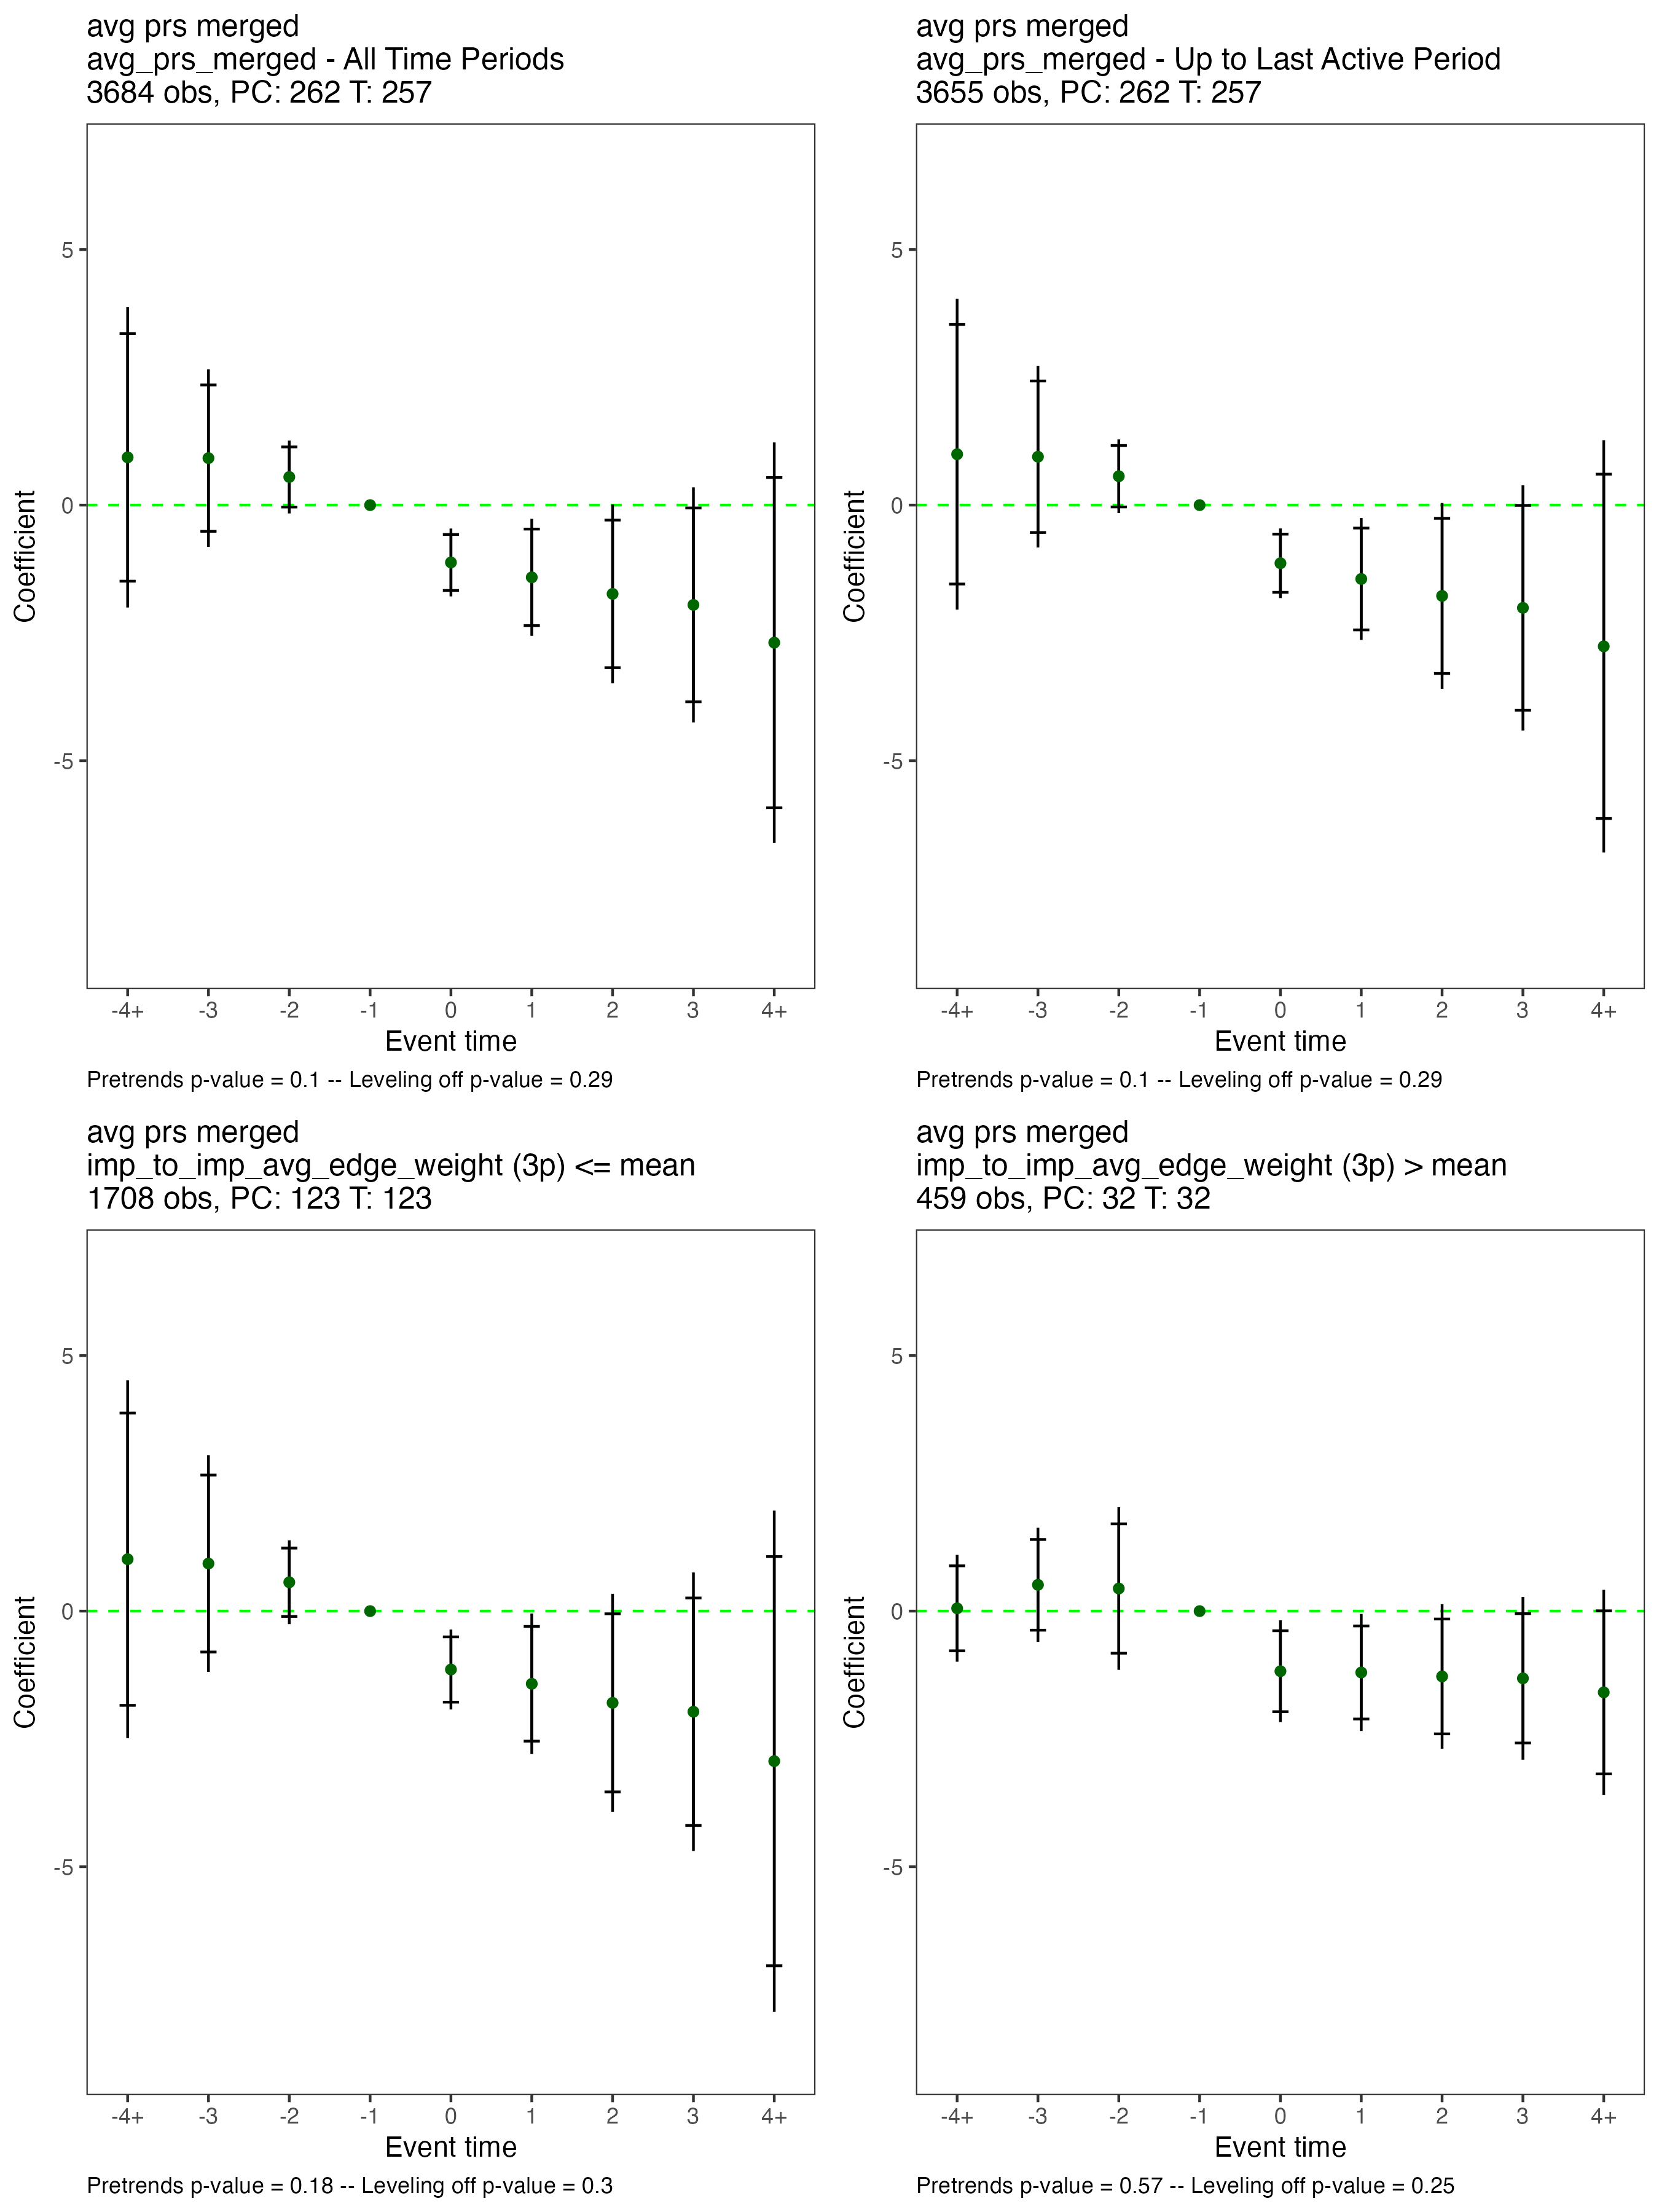 avg prs merged
avg_prs_merged - All Time Periods
3684 obs, PC: 262 T: 257
5
0
-5
Coefficient
-4+ -3 -2 -1 0 1 2 3 4+
Event time
Pretrends p-value = 0.1 -- Leveling off p-value = 0.29
avg prs merged
avg_prs_merged - Up to Last Active Period
3655 obs, PC: 262 T: 257
5
0
-5
Coefficient
-4+ -3 -2 -1 0 1 2 3 4+
Event time
Pretrends p-value = 0.1 -- Leveling off p-value = 0.29
avg prs merged
imp_to_imp_avg_edge_weight (3p) <= mean
1708 obs, PC: 123 T: 123
5
0
-5
Coefficient
-4+ -3 -2 -1 0 1 2 3 4+
Event time
Pretrends p-value = 0.18 -- Leveling off p-value = 0.3
avg prs merged
imp_to_imp_avg_edge_weight (3p) > mean
459 obs, PC: 32 T: 32
5
0
-5
Coefficient
-4+ -3 -2 -1 0 1 2 3 4+
Event time
Pretrends p-value = 0.57 -- Leveling off p-value = 0.25